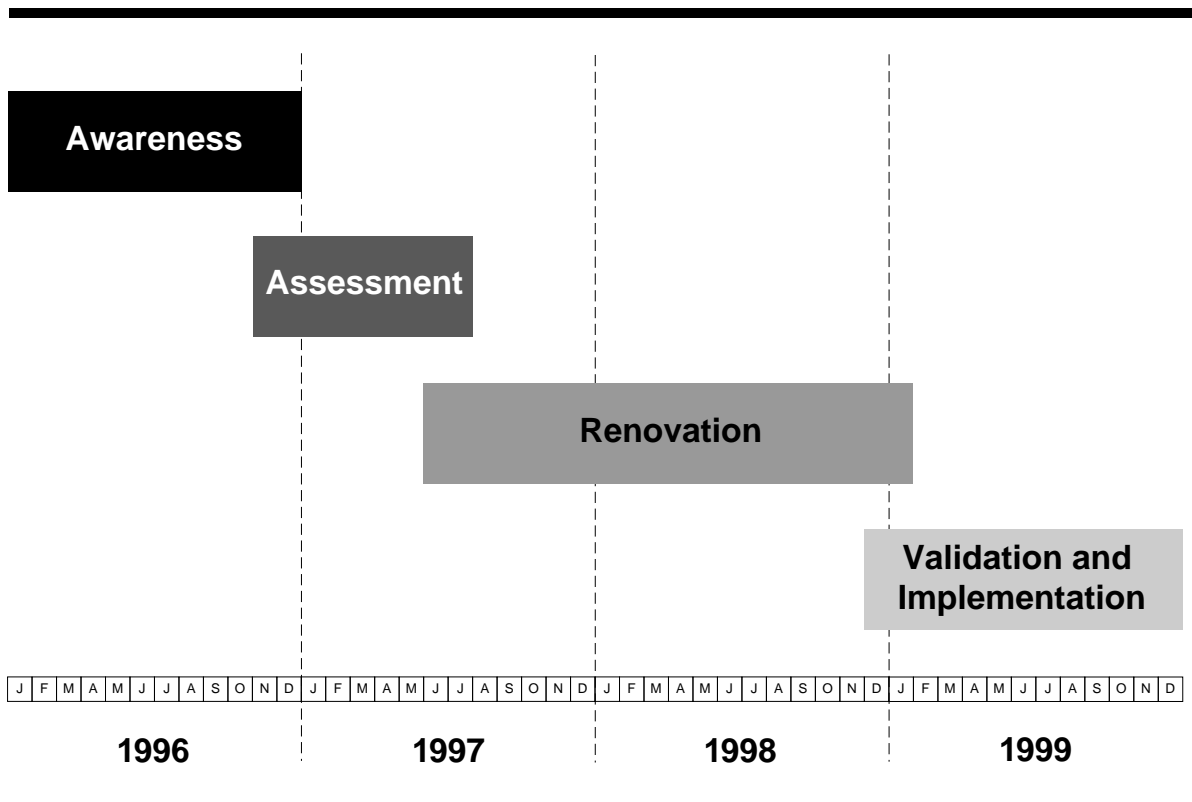 Awareness
Assessment
Renovation
Validation and
Implementation
J F M A M J J A S O N D J F M A M J J A S O N D J F M A M J J A S O N D J F M A M J J A S O N D
1996 1997 1998 1999